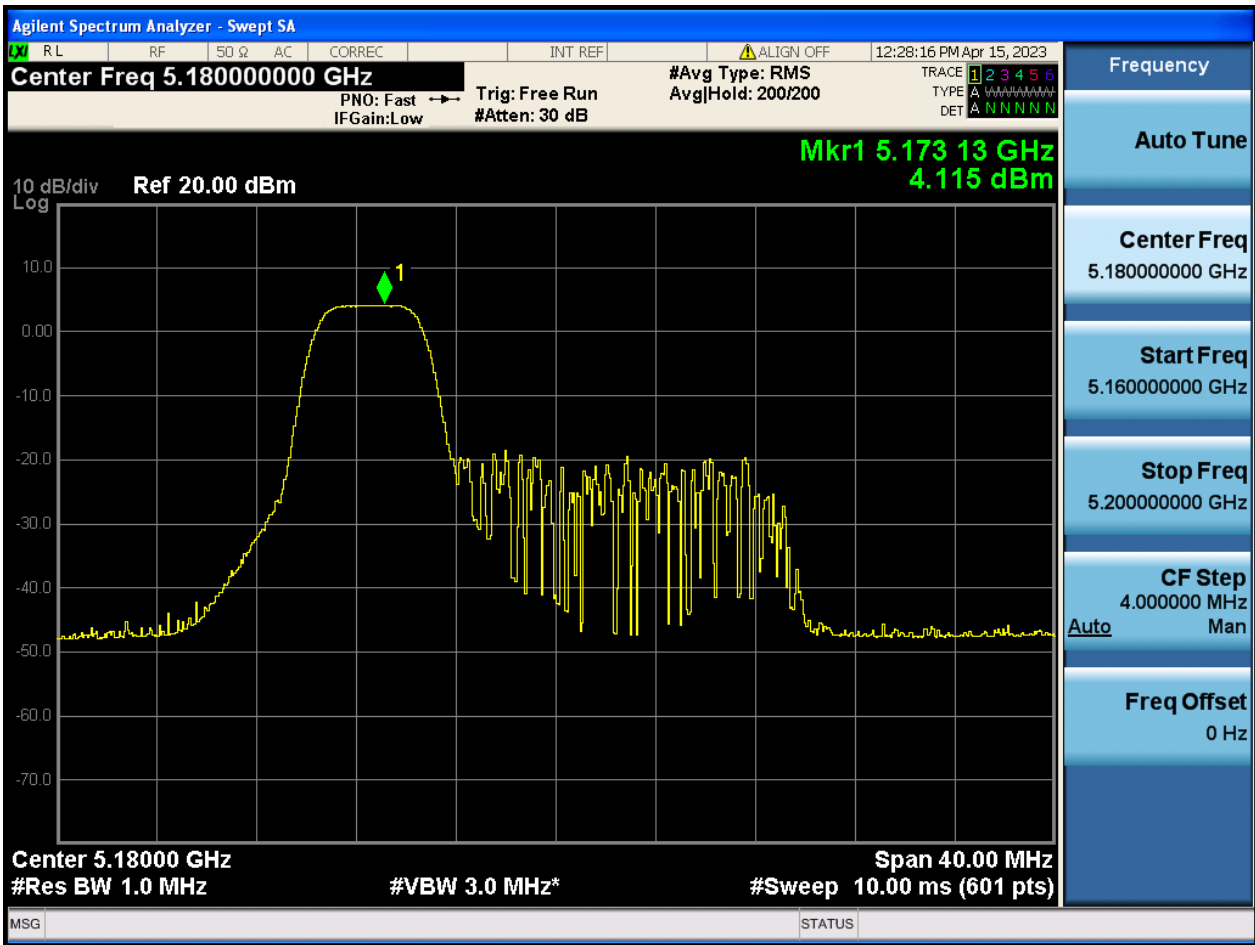 Agilent Spectrum Analyzer - Swept SA
LXI RL RF 50 Ω AC CORREC INT REF ALIGN OFF 12:28:16 PM Apr 15, 2023
Center Freq 5.180000000 GHz
PNO: Fast
IFGain:Low
Trig: Free Run
#Atten: 30 dB
#Avg Type: RMS
Avg|Hold: 200/200
TRACE 1 2 3 4 5 6
TYPE A WWWWW
DET A N N N N N
Mkr1 5.173 13 GHz
4.115 dBm
10 dB/div Ref 20.00 dBm
Log
1
10.0
0.00
-10.0
-20.0
-30.0
-40.0
-50.0
-60.0
-70.0
Center 5.18000 GHz Span 40.00 MHz
#Res BW 1.0 MHz #VBW 3.0 MHz* #Sweep 10.00 ms (601 pts)
MSG STATUS
Frequency
Auto Tune
Center Freq
5.180000000 GHz
Start Freq
5.160000000 GHz
Stop Freq
5.200000000 GHz
CF Step
4.000000 MHz
Auto Man
Freq Offset
0 Hz